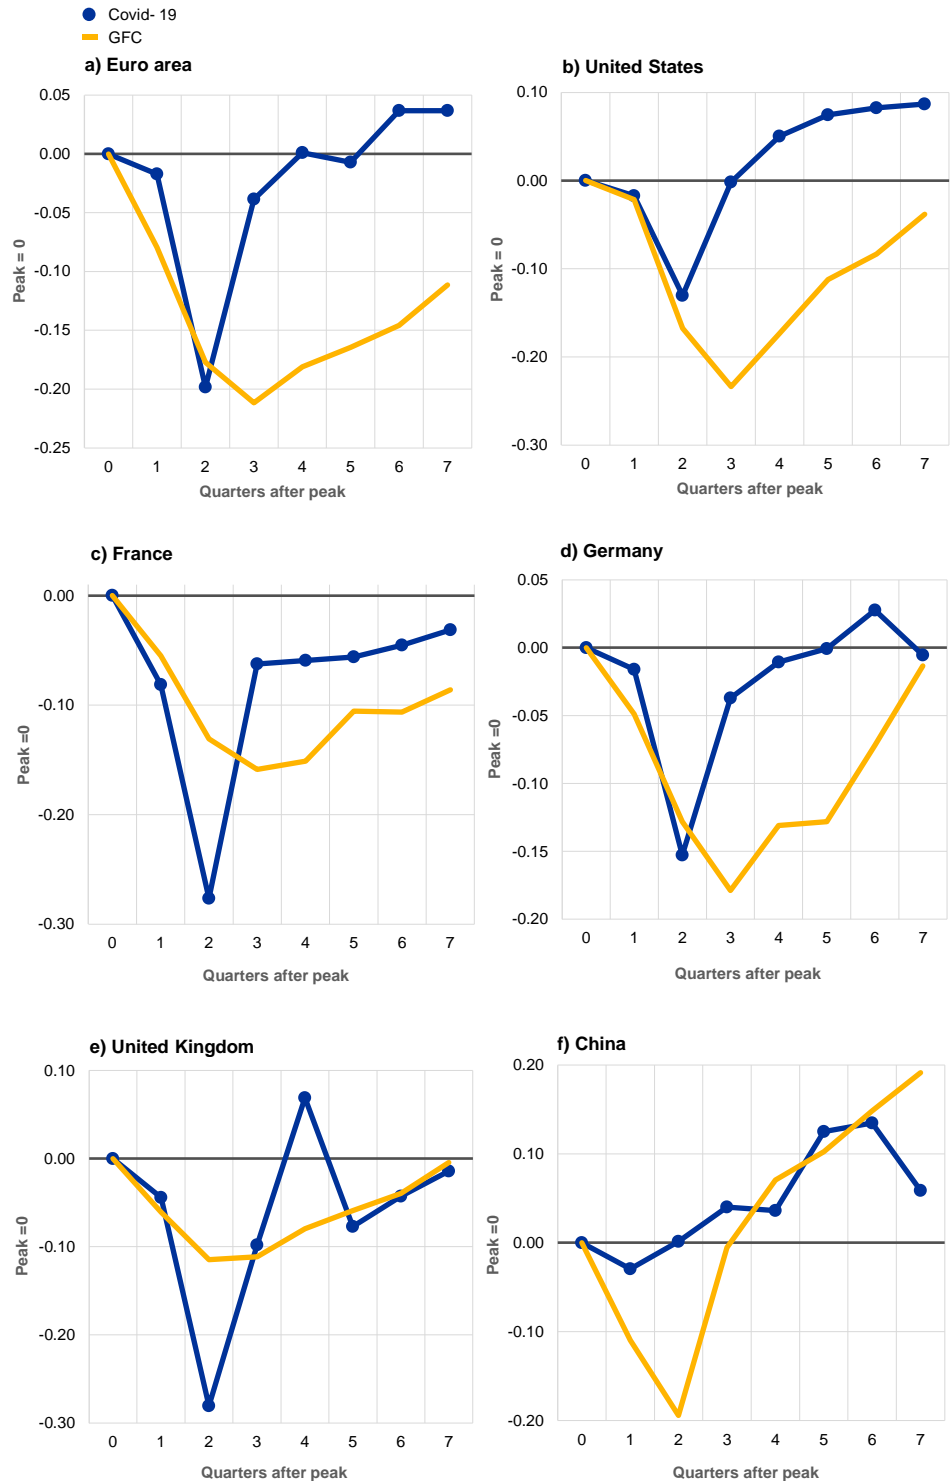 Covid- 19
GFC
a) Euro area
0.05
0.00
-0.05
-0.10
-0.15
-0.20
-0.25
Peak = 0
0 1 2 3 4 5 6 7
Quarters after peak
b) United States
0.10
0.00
-0.10
-0.20
-0.30
Peak = 0
0 1 2 3 4 5 6 7
Quarters after peak
c) France
0.00
-0.10
-0.20
-0.30
Peak =0
0 1 2 3 4 5 6 7
Quarters after peak
d) Germany
0.05
0.00
-0.05
-0.10
-0.15
-0.20
Peak =0
0 1 2 3 4 5 6 7
Quarters after peak
e) United Kingdom
0.10
0.00
-0.10
-0.20
-0.30
Peak =0
0 1 2 3 4 5 6 7
Quarters after peak
f) China
0.20
0.10
0.00
-0.10
-0.20
Peak =0
0 1 2 3 4 5 6 7
Quarters after peak